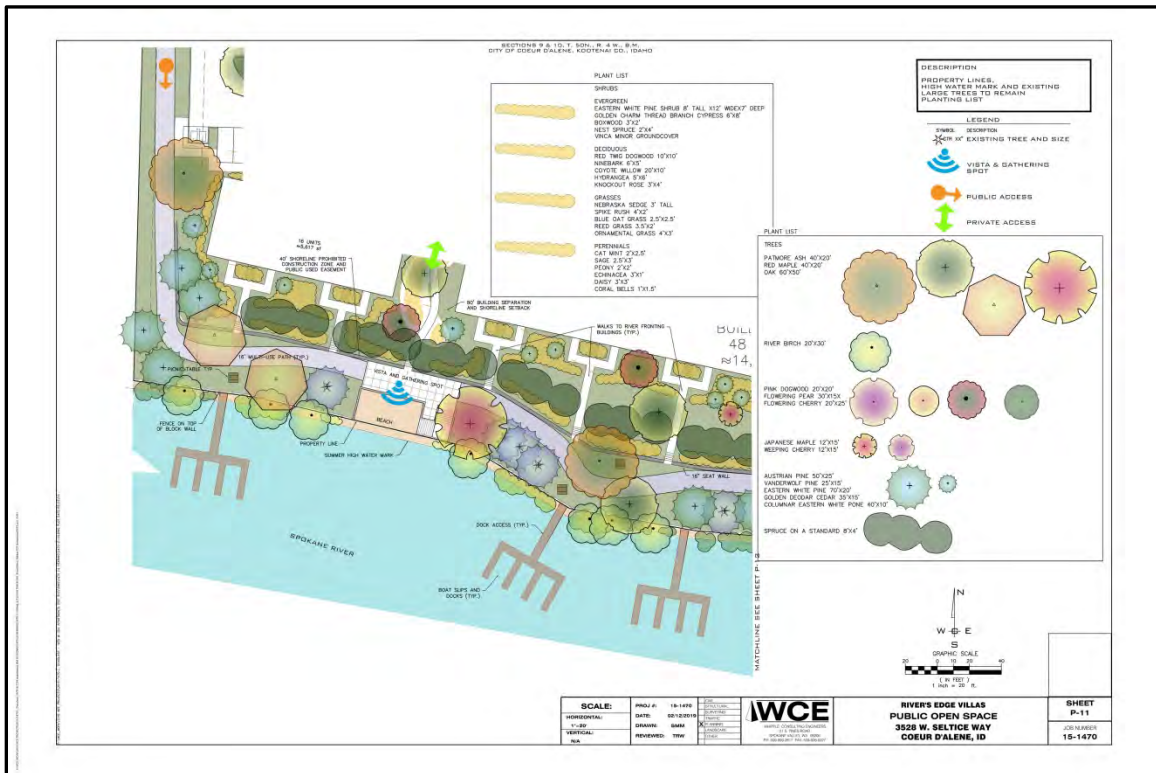 SECTIONS 9 & 10, T. 50N., R. 4 W., B.M.
CITY OF COEUR D'ALENE, KOOTENAI CO., IDAHO
PLANT LIST
SHRUBS
EVERGREEN
EASTERN WHITE PINE SHRUB 8' TALL X12' WIDEX7' DEEP
GOLDEN CHARM THREAD BRANCH CYPRESS 6'X8'
BOXWOOD 3'X2'
NEST SPRUCE 2'X4'
VINCA MINOR GROUNDCOVER
DECIDUOUS
RED TWIG DOGWOOD 10'X10'
NINEBARK 6'X5'
COYOTE WILLOW 20'X10'
HYDRANGEA 5'X6'
KNOCKOUT ROSE 3'X4'
GRASSES
NEBRASKA SEDGE 3' TALL
SPIKE RUSH 4'X2'
BLUE OAT GRASS 2.5'X2.5'
REED GRASS 3.5'X2'
ORNAMENTAL GRASS 4'X3'
PERENNIALS
CAT MINT 2'X2.5'
SAGE 2.5'X3'
PEONY 2'X2'
ECHINACEA 3'X1'
DAISY 3'X3'
CORAL BELLS 1'X1.5'
DESCRIPTION
PROPERTY LINES,
HIGH WATER MARK AND EXISTING
LARGE TREES TO REMAIN
PLANTING LIST
LEGEND
SYMBOL DESCRIPTION
EXISTING TREE AND SIZE
VISTA & GATHERING
SPOT
PUBLIC ACCESS
PRIVATE ACCESS
PLANT LIST
TREES
PATMORE ASH 40'X20'
RED MAPLE 40'X20'
OAK 60'X50'
RIVER BIRCH 20'X30'
PINK DOGWOOD 20'X20'
FLOWERING PEAR 30'X15X
FLOWERING CHERRY 20'X25'
JAPANESE MAPLE 12'X15'
WEEPING CHERRY 12'X15'
AUSTRIAN PINE 50'X25'
VANDERWOLF PINE 25'X15'
EASTERN WHITE PINE 70'X20'
GOLDEN DEODAR CEDAR 35'X15'
COLUMNAR EASTERN WHITE PONE 40'X10'
SPRUCE ON A STANDARD 8'X4'
18 UNITS
40' SHORELINE PROHIBITED
CONSTRUCTION ZONE AND
PUBLIC USED EASEMENT
80' BUILDING SEPARATION
AND SHORELINE SETBACK
WALKS TO RIVER FRONTING
BUILDINGS (TYP.)
BUIL
48
≈14,
MULTI-USE PATH (TYP.)
PICNIC TABLE TYP.
VISTA AND GATHERING SPOT
BEACH
FENCE ON TOP
OF BLOCK WALL
PROPERTY LINE
SUMMER HIGH WATER MARK
SEAT WALL
DOCK ACCESS (TYP.)
SPOKANE RIVER
BOAT SLIPS AND
DOCKS (TYP.)
MATCHLINE SEE SHEET
N
W E
S
GRAPHIC SCALE
20 0 10 20 40
( IN FEET )
1 inch = 20 ft.
SCALE:
HORIZONTAL:
1"=20'
VERTICAL:
N/A
PROJ #: 15-1470
DATE: 02/12/2019
DRAWN: GMM
REVIEWED: TRW
WCE
RIVER'S EDGE VILLAS
PUBLIC OPEN SPACE
3528 W. SELTICE WAY
COEUR D'ALENE, ID
SHEET
P-11
JOB NUMBER
15-1470